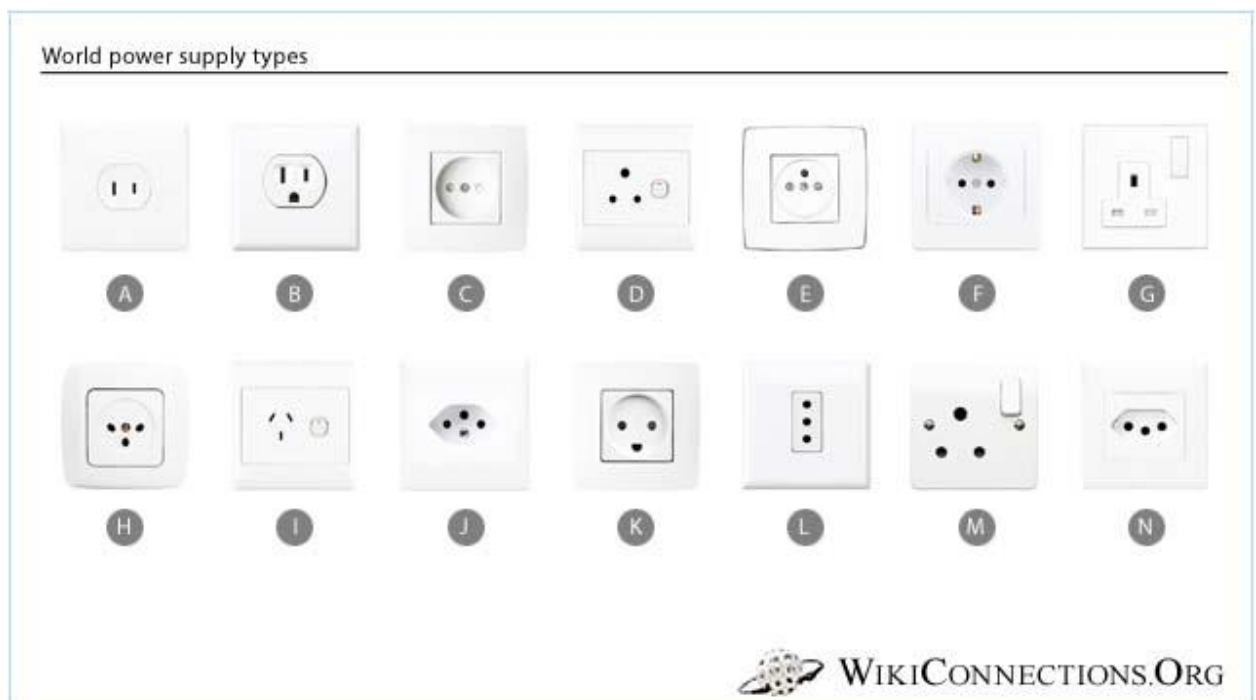 World power supply types
A B C D E F G
H I J K L M N
WIKICONNECTIONS.ORG